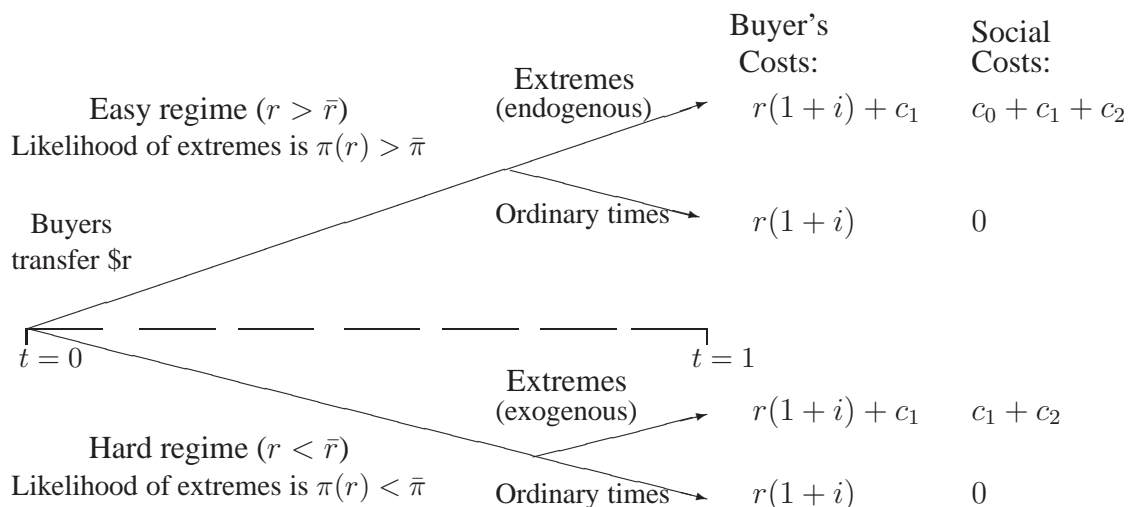 Buyer's
Costs:
Social
Costs:
Extremes
(endogenous)
r(1 + i) + c₁
c₀ + c₁ + c₂
Easy regime (r > r̄)
Likelihood of extremes is π(r) > π̄
Ordinary times
r(1 + i)
0
Buyers
transfer $r
t = 0
t = 1
Extremes
(exogenous)
r(1 + i) + c₁
c₁ + c₂
Hard regime (r < r̄)
Likelihood of extremes is π(r) < π̄
Ordinary times
r(1 + i)
0